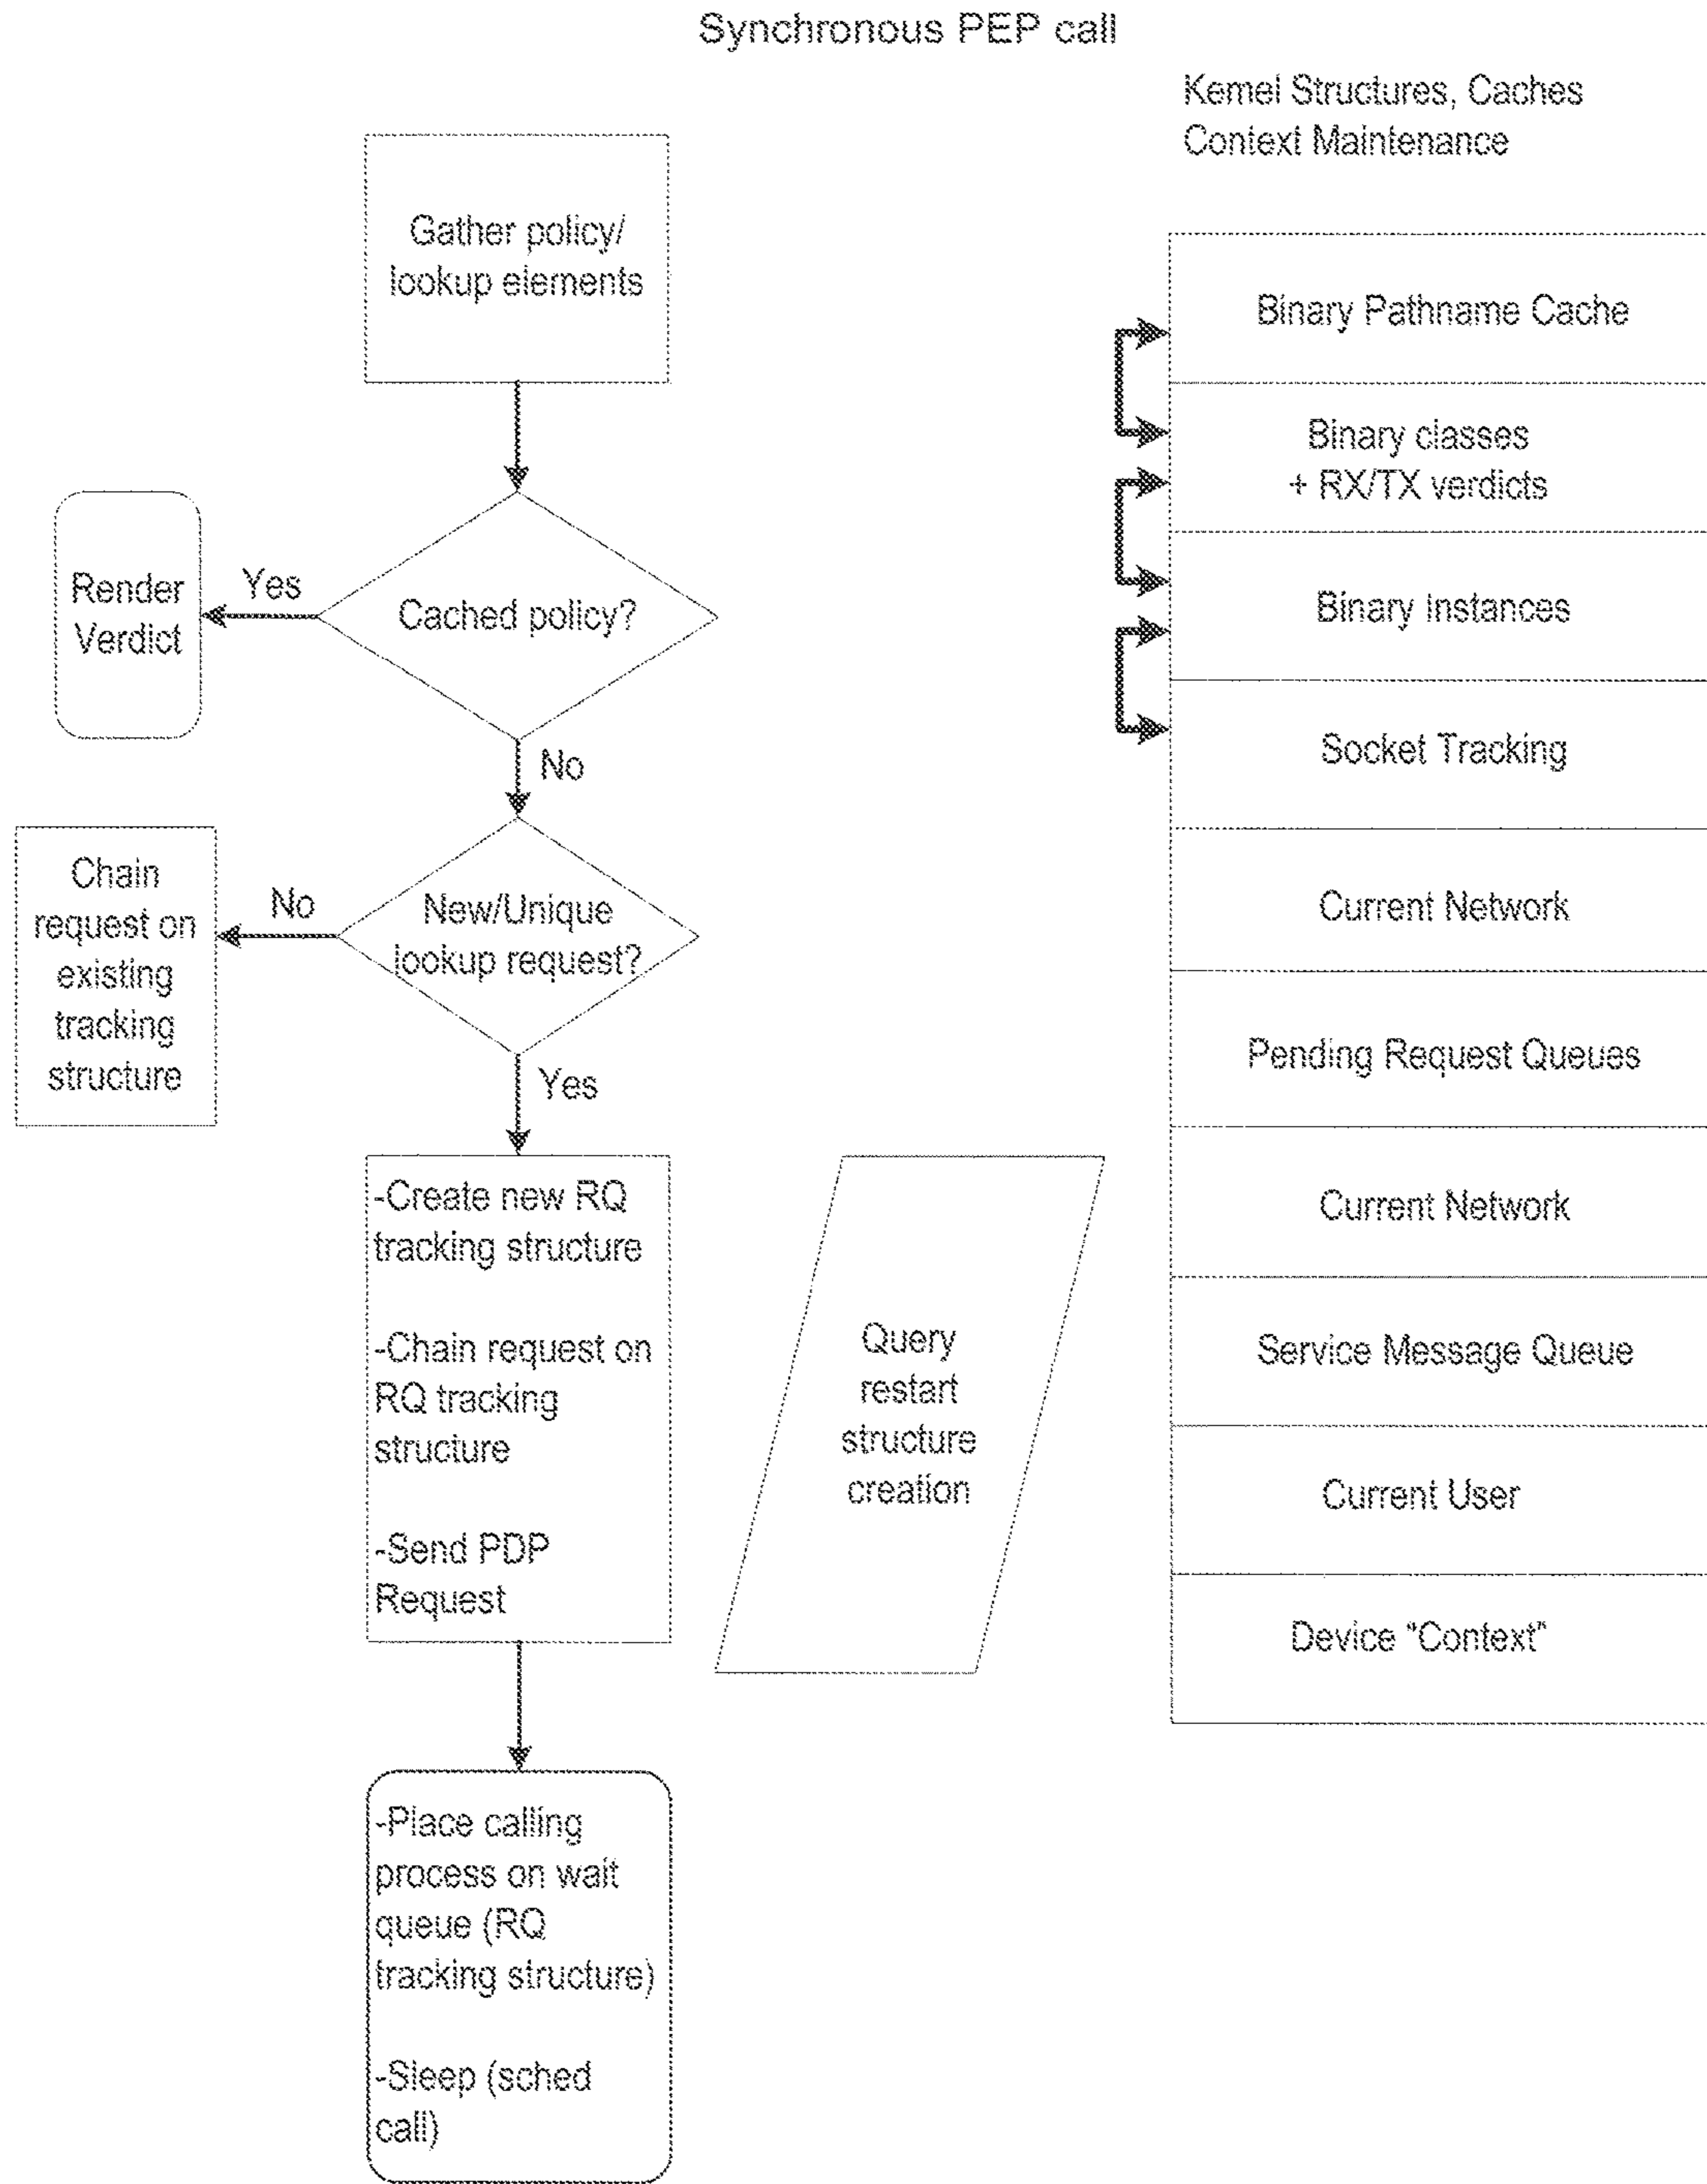 Synchronous PEP call
Kernel Structures, Caches
Context Maintenance
Gather policy/
lookup elements
Cached policy?
Yes
Render
Verdict
No
New/Unique
lookup request?
No
Chain
request on
existing
tracking
structure
Yes
-Create new RQ
tracking structure
-Chain request on
RQ tracking
structure
-Send PDP
Request
Query
restart
structure
creation
-Place calling
process on wait
queue (RQ
tracking structure)
-Sleep (sched
call)
Binary Pathname Cache
Binary classes
+ RX/TX verdicts
Binary Instances
Socket Tracking
Current Network
Pending Request Queues
Current Network
Service Message Queue
Current User
Device "Context"